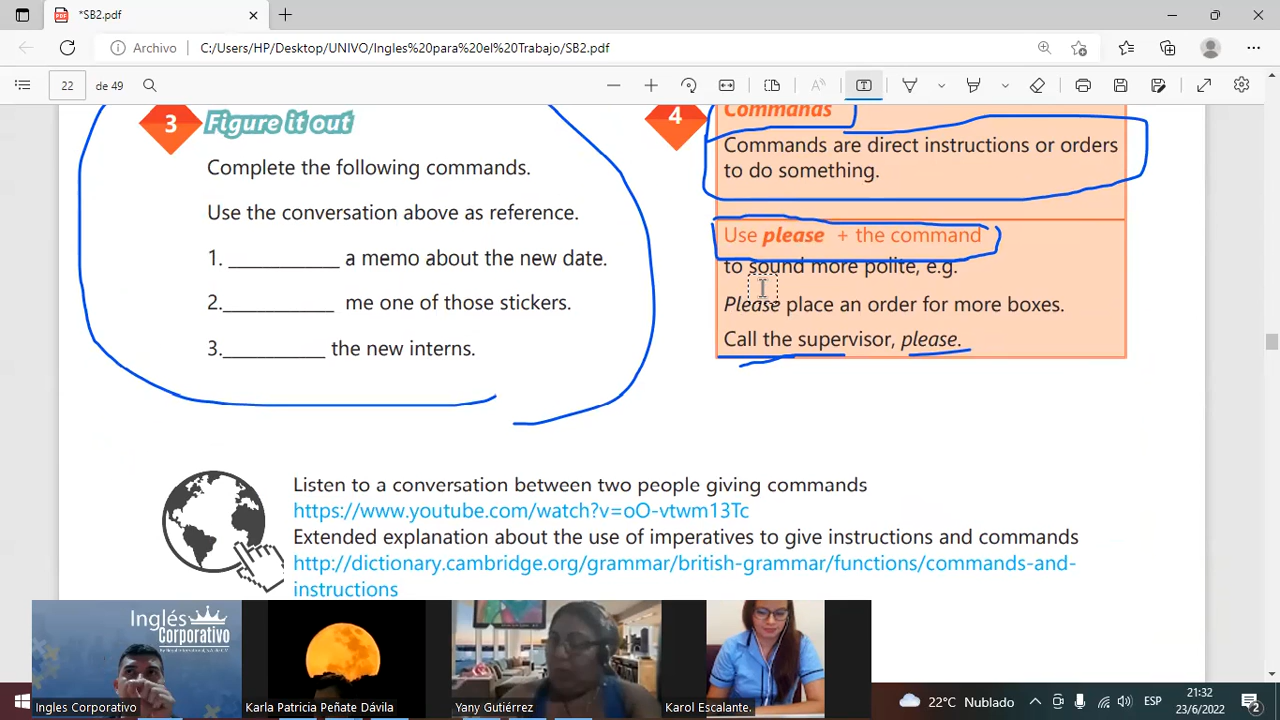 *SB2.pdf
Archivo
C:/Users/HP/Desktop/UNIVO/Ingles%20para%20el%20Trabajo/SB2.pdf
22 de 49
3 Figure it out
Complete the following commands.
Use the conversation above as reference.
1. ___________ a memo about the new date.
2.___________ me one of those stickers.
3.__________ the new interns.
4 Commands
Commands are direct instructions or orders
to do something.
Use please + the command
to sound more polite, e.g.
Please place an order for more boxes.
Call the supervisor, please.
Listen to a conversation between two people giving commands
https://www.youtube.com/watch?v=oO-vtwm13Tc
Extended explanation about the use of imperatives to give instructions and commands
http://dictionary.cambridge.org/grammar/british-grammar/functions/commands-and-
instructions
Inglés
Corporativo
Ingles Corporativo
Karla Patricia Peñate Dávila
Yany Gutiérrez
Karol Escalante.
22°C Nublado
ESP
21:32
23/6/2022
2